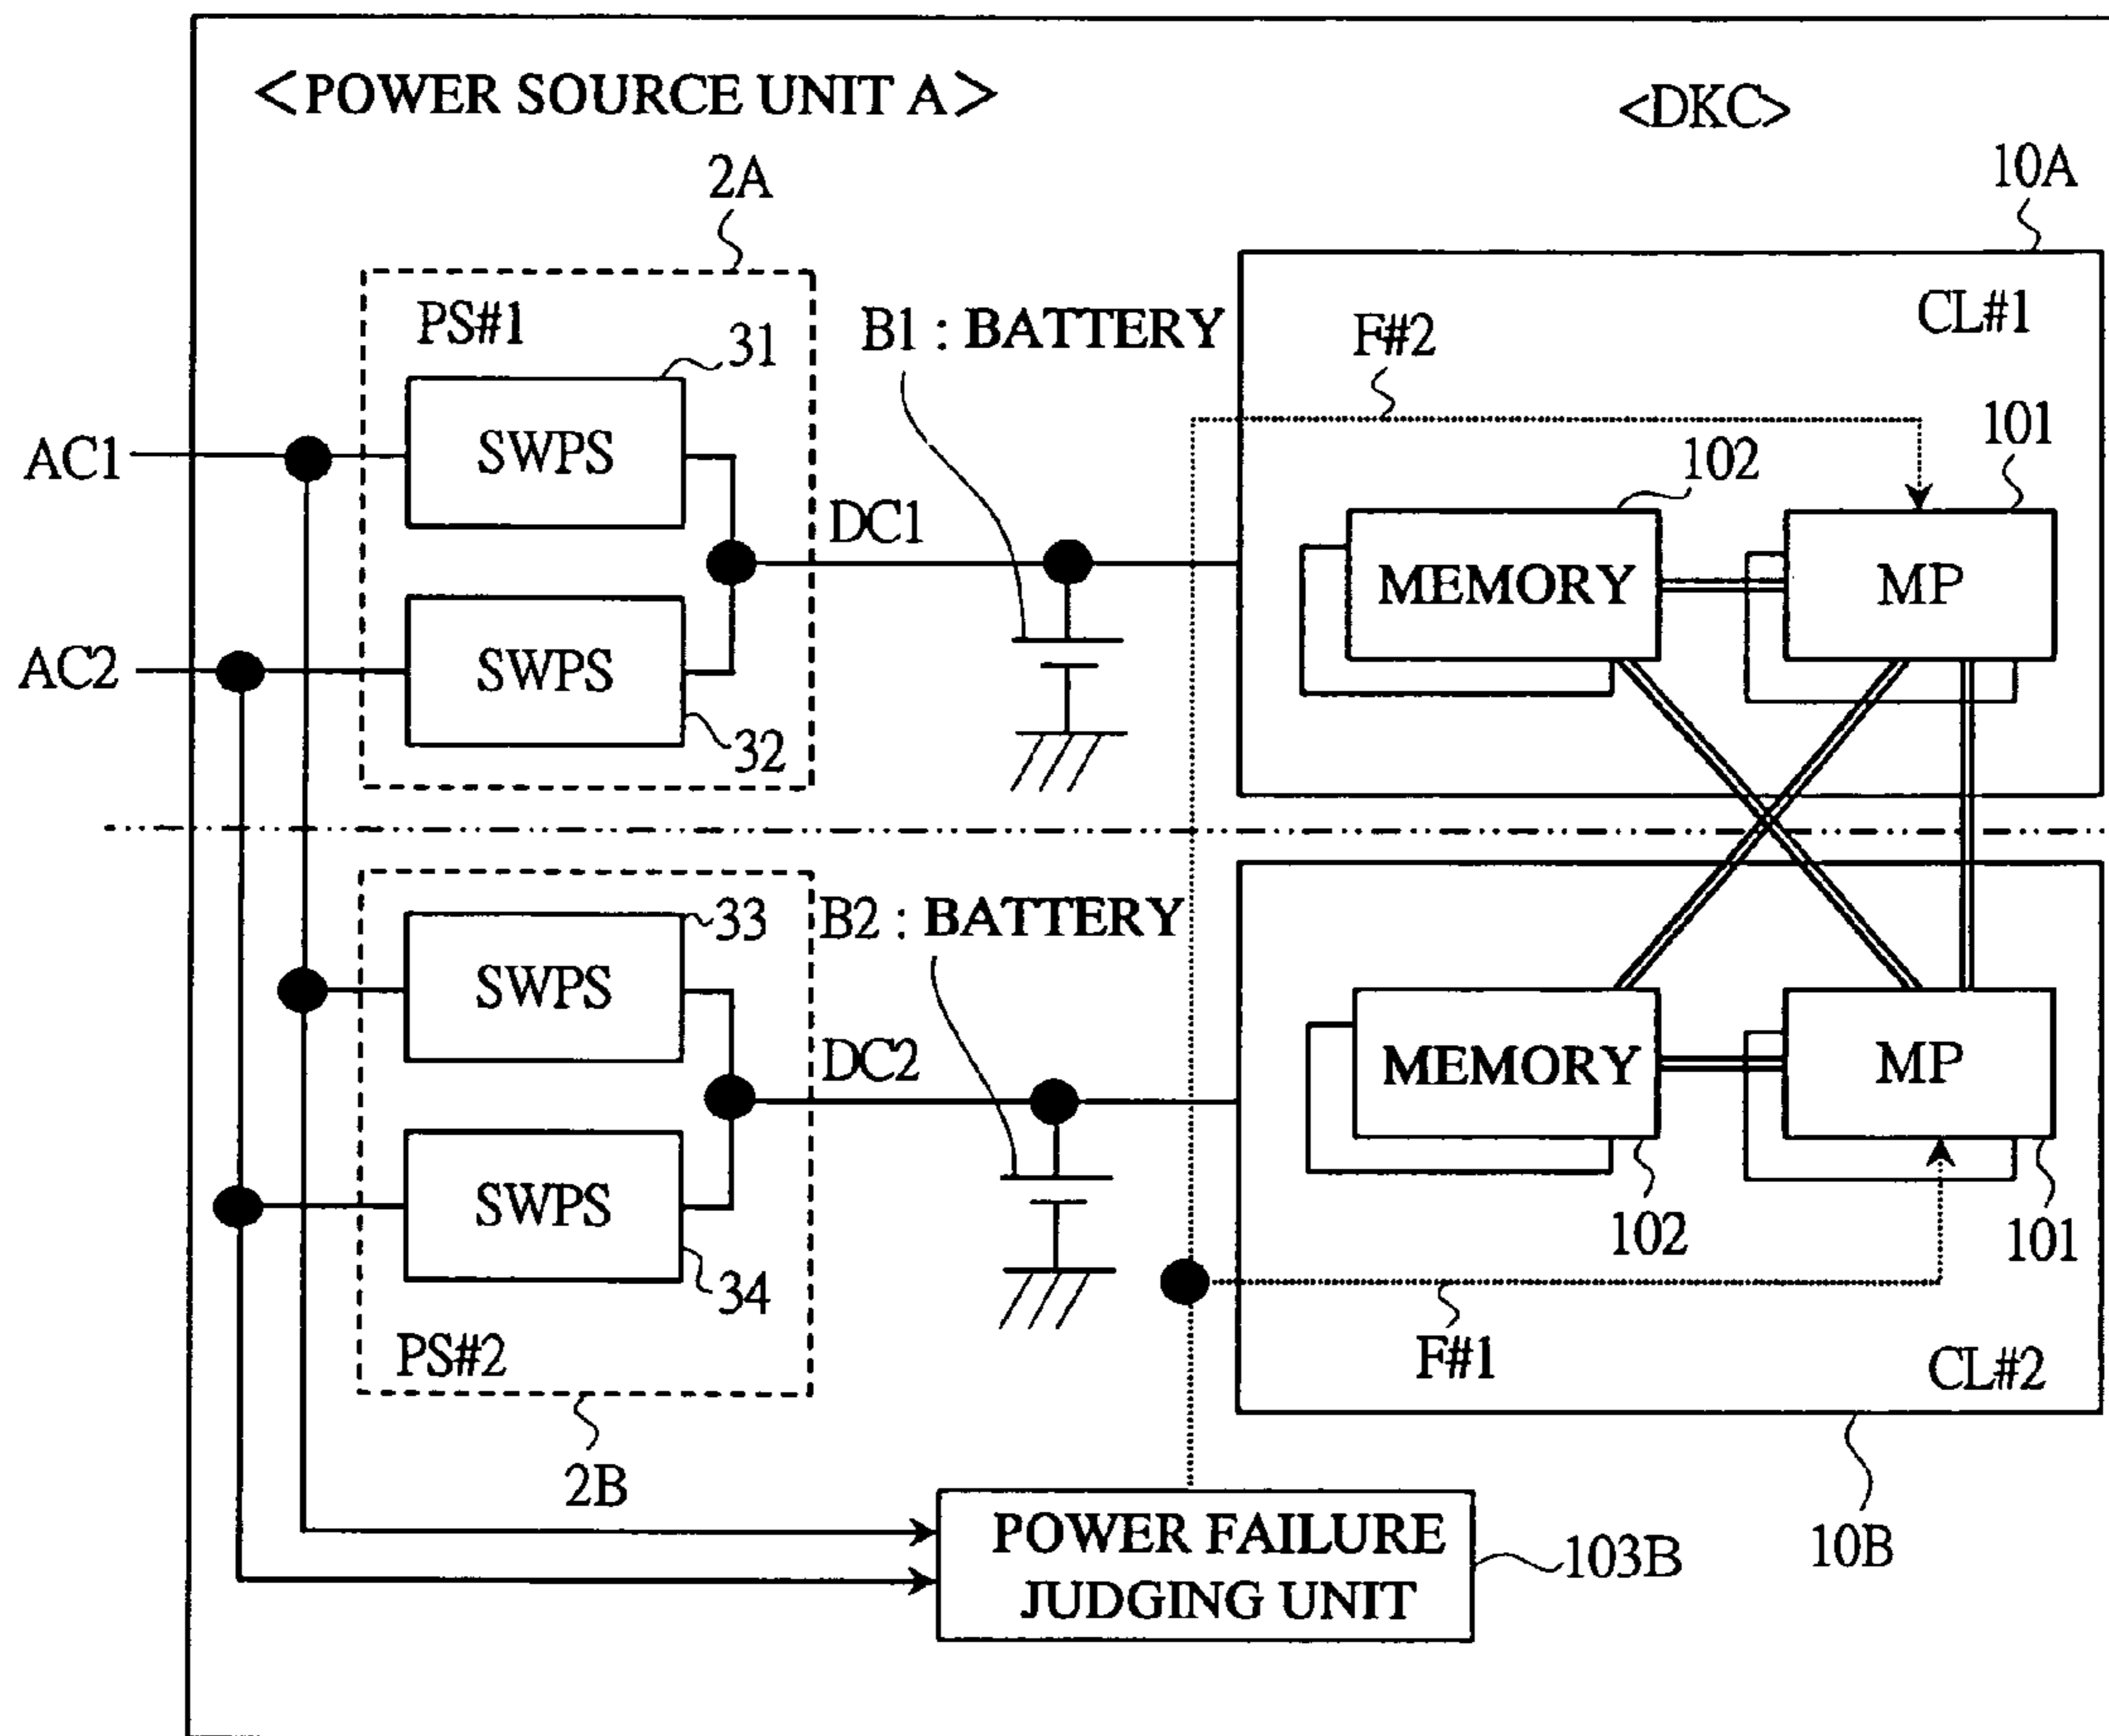 <POWER SOURCE UNIT A>
<DKC>
2A
10A
PS#1
31
B1 : BATTERY
F#2
CL#1
AC1
SWPS
102
101
DC1
MEMORY
MP
AC2
SWPS
32
33
B2 : BATTERY
SWPS
DC2
MEMORY
MP
SWPS
34
102
101
PS#2
F#1
CL#2
2B
POWER FAILURE
JUDGING UNIT
103B
10B